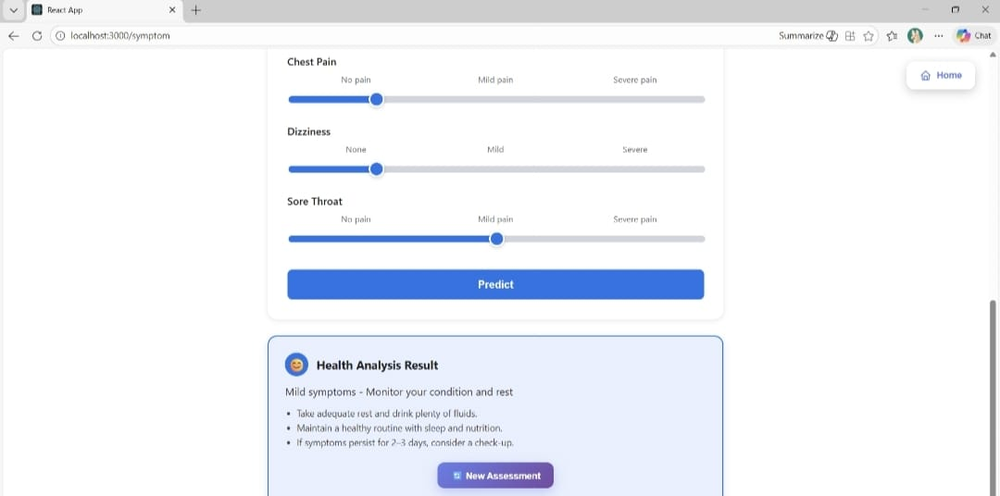 React App
localhost:3000/symptom
Summarize
Chat
Home
Chest Pain
No pain Mild pain Severe pain
Dizziness
None Mild Severe
Sore Throat
No pain Mild pain Severe pain
Predict
Health Analysis Result
Mild symptoms - Monitor your condition and rest
• Take adequate rest and drink plenty of fluids.
• Maintain a healthy routine with sleep and nutrition.
• If symptoms persist for 2–3 days, consider a check-up.
New Assessment